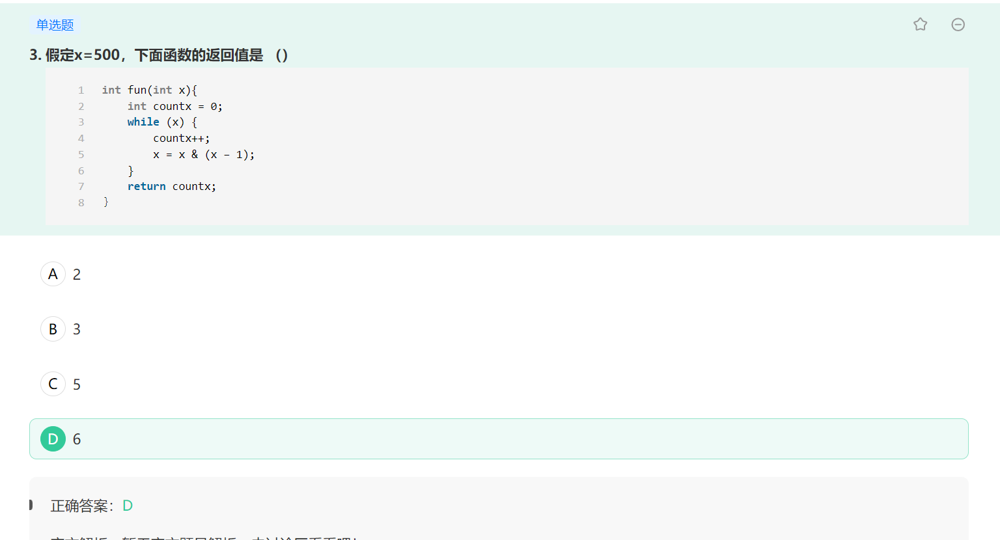 单选题
3. 假定x=500，下面函数的返回值是 （）
1 int fun(int x){
2     int countx = 0;
3     while (x) {
4         countx++;
5         x = x & (x - 1);
6     }
7     return countx;
8 }
A 2
B 3
C 5
D 6
正确答案：D